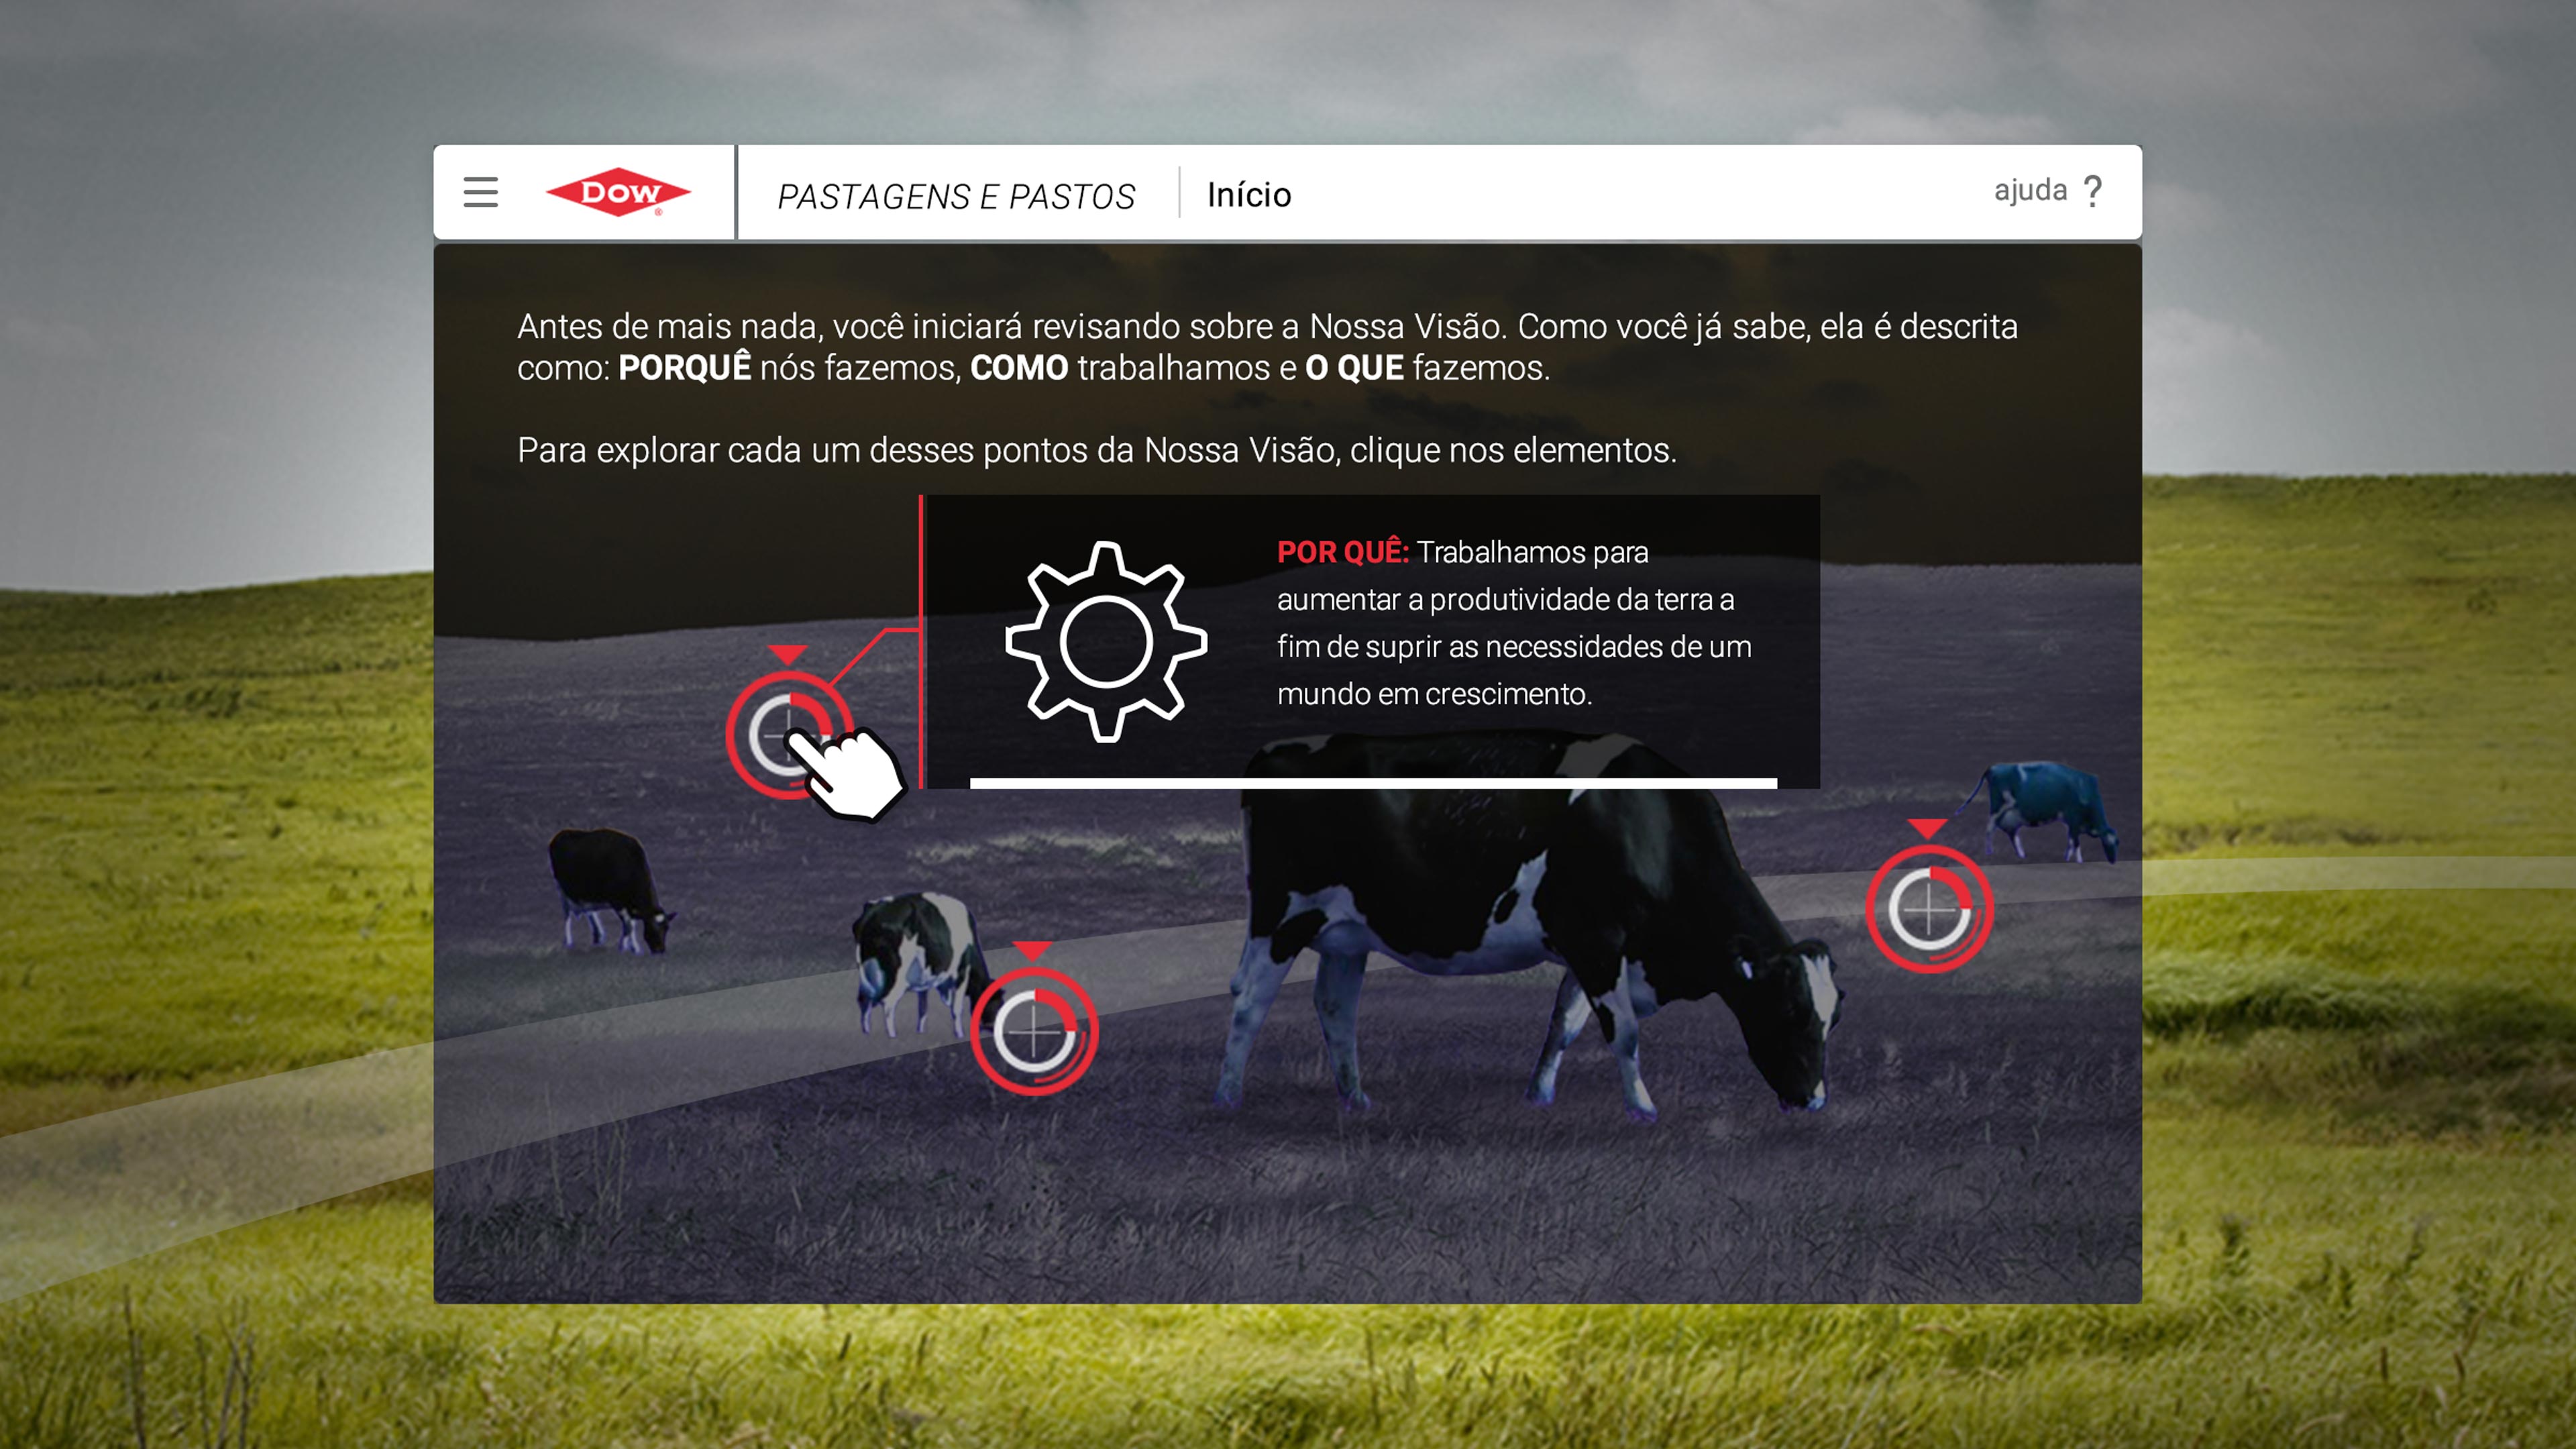 DOW
PASTAGENS E PASTOS
Início
ajuda ?
Antes de mais nada, você iniciará revisando sobre a Nossa Visão. Como você já sabe, ela é descrita
como: PORQUÊ nós fazemos, COMO trabalhamos e O QUE fazemos.
Para explorar cada um desses pontos da Nossa Visão, clique nos elementos.
POR QUÊ: Trabalhamos para
aumentar a produtividade da terra a
fim de suprir as necessidades de um
mundo em crescimento.